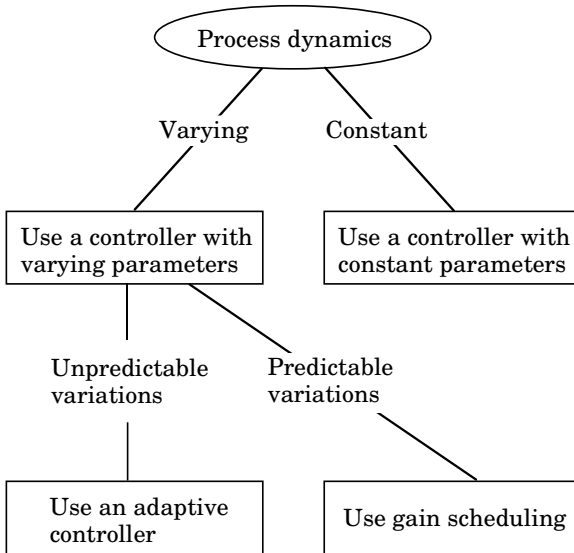 Process dynamics
Varying
Constant
Use a controller with
varying parameters
Use a controller with
constant parameters
Unpredictable
variations
Predictable
variations
Use an adaptive
controller
Use gain scheduling